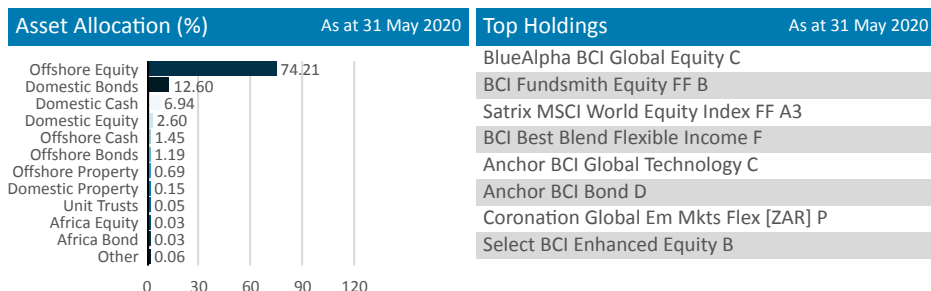 Asset Allocation (%) As at 31 May 2020
Offshore Equity 74.21
Domestic Bonds 12.60
Domestic Cash 6.94
Domestic Equity 2.60
Offshore Cash 1.45
Offshore Bonds 1.19
Offshore Property 0.69
Domestic Property 0.15
Unit Trusts 0.05
Africa Equity 0.03
Africa Bond 0.03
Other 0.06
0 30 60 90 120
Top Holdings As at 31 May 2020
BlueAlpha BCI Global Equity C
BCI Fundsmith Equity FF B
Satrix MSCI World Equity Index FF A3
BCI Best Blend Flexible Income F
Anchor BCI Global Technology C
Anchor BCI Bond D
Coronation Global Em Mkts Flex [ZAR] P
Select BCI Enhanced Equity B